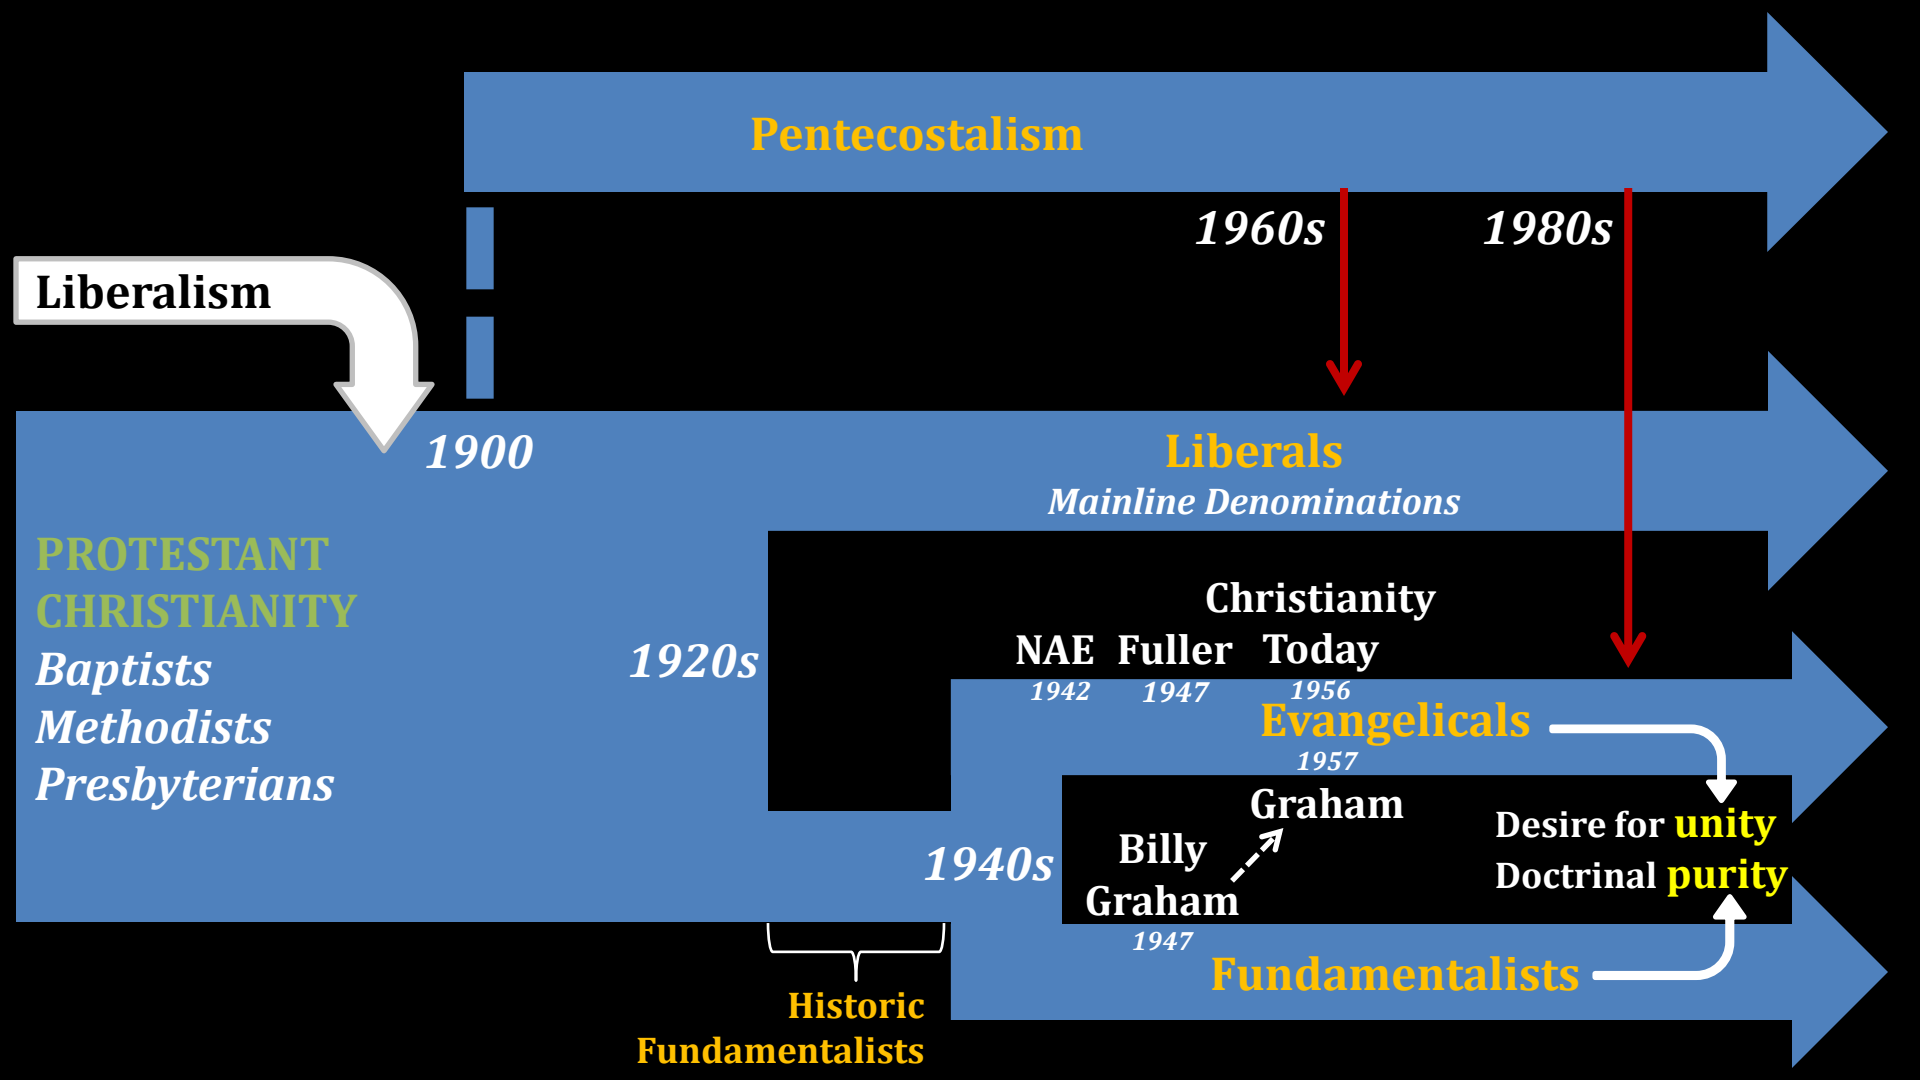 Pentecostalism
1960s
1980s
Liberalism
1900
Liberals
Mainline Denominations
PROTESTANT
CHRISTIANITY
Baptists
Methodists
Presbyterians
1920s
Christianity
Today
1956
NAE
1942
Fuller
1947
Evangelicals
1957
Graham
Billy
Graham
1947
1940s
Desire for unity
Doctrinal purity
Fundamentalists
Historic
Fundamentalists